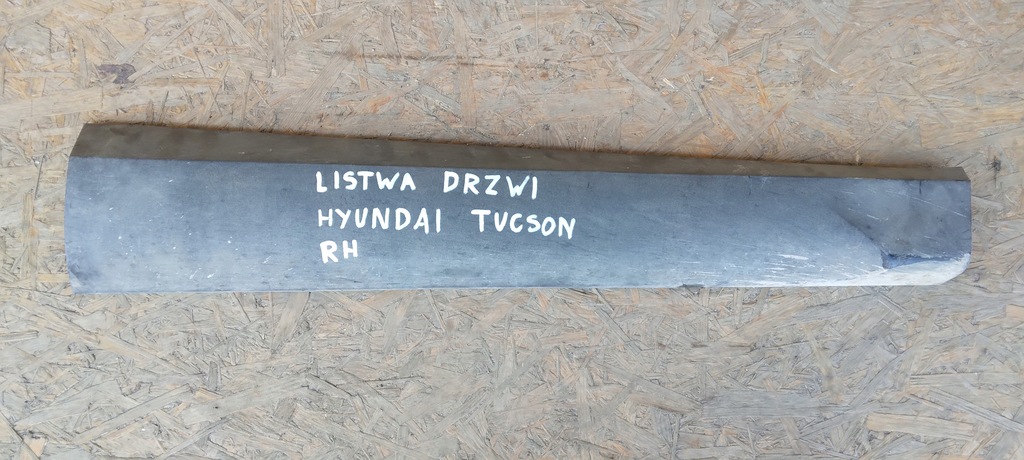 LISTWA DRZWI
HYUNDAI TUCSON
RH